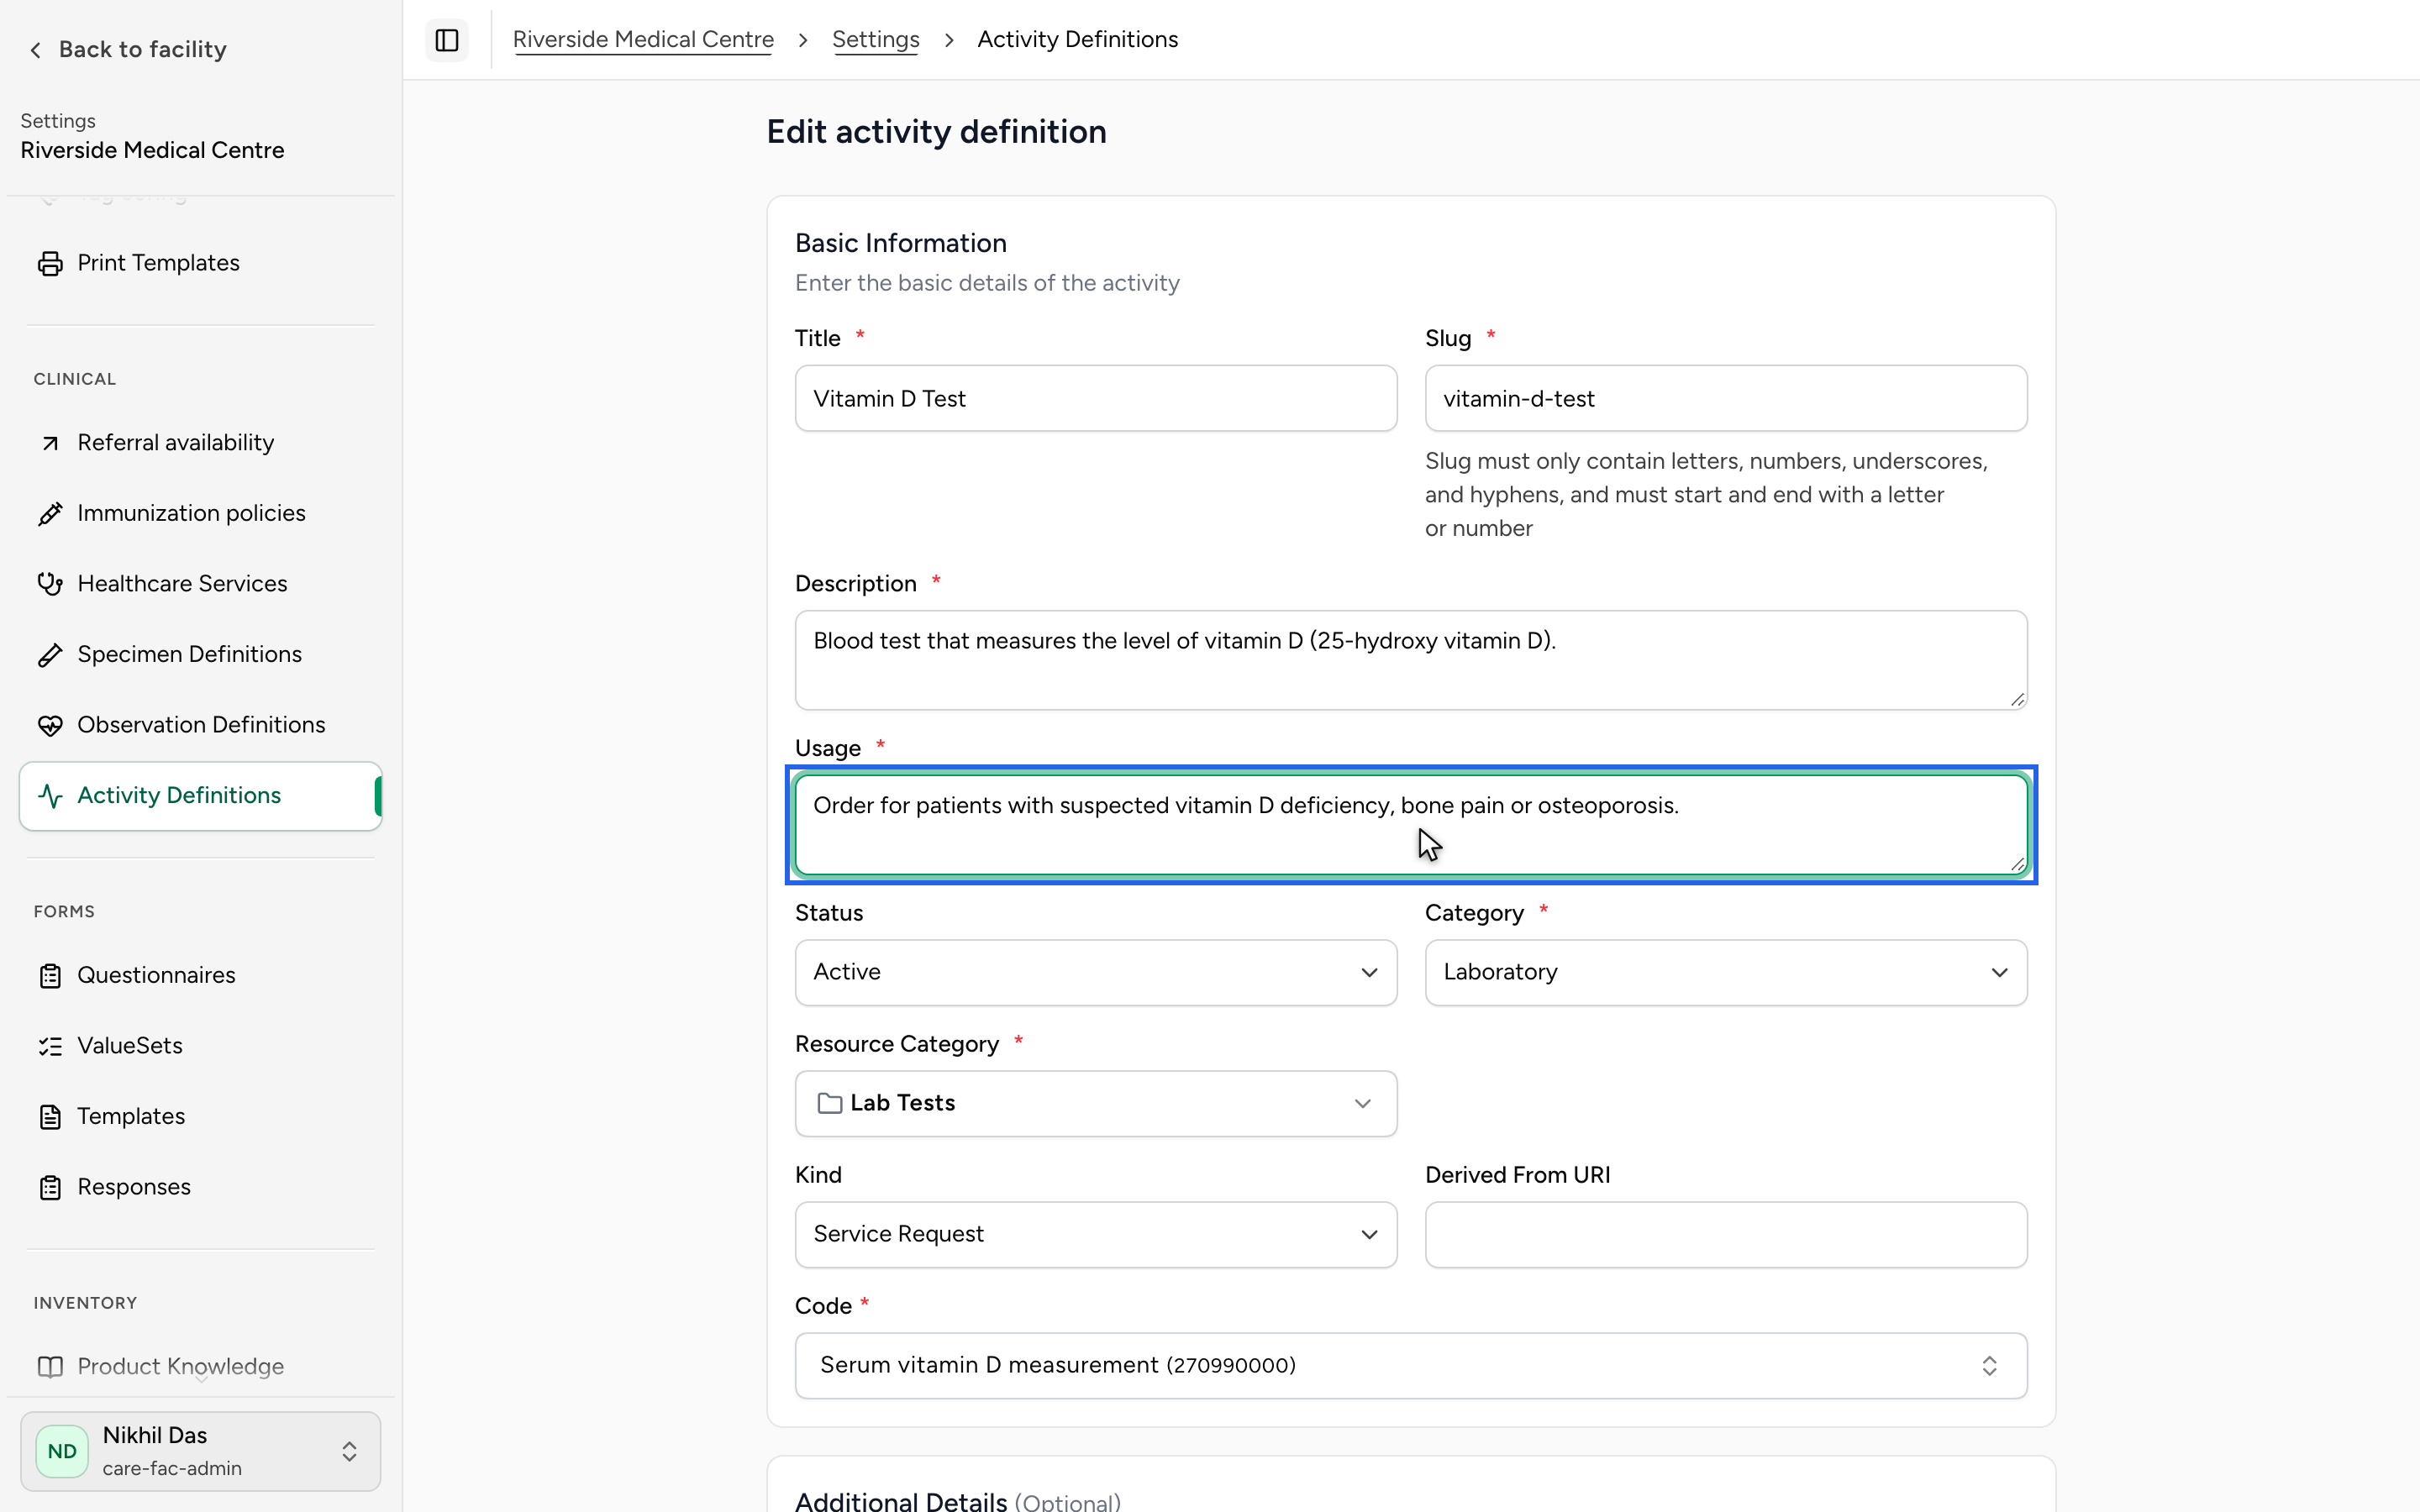 Back to facility
Settings
Riverside Medical Centre
Print Templates
CLINICAL
Referral availability
Immunization policies
Healthcare Services
Specimen Definitions
Observation Definitions
Activity Definitions
FORMS
Questionnaires
ValueSets
Templates
Responses
INVENTORY
Product Knowledge
ND
Nikhil Das
care-fac-admin
Riverside Medical Centre > Settings > Activity Definitions
Edit activity definition
Basic Information
Enter the basic details of the activity
Title *
Vitamin D Test
Slug *
vitamin-d-test
Slug must only contain letters, numbers, underscores,
and hyphens, and must start and end with a letter
or number
Description *
Blood test that measures the level of vitamin D (25-hydroxy vitamin D).
Usage *
Order for patients with suspected vitamin D deficiency, bone pain or osteoporosis.
Status
Active
Category *
Laboratory
Resource Category *
Lab Tests
Kind
Service Request
Derived From URI
Code *
Serum vitamin D measurement (270990000)
Additional Details (Optional)